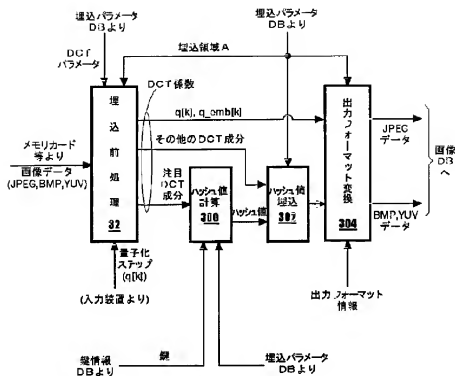 埋込パラメータ
DBより
DCT
パラメータ
埋込領域A
埋込パラメータ
DBより
DCT係数
q[k], q_emb[k]
その他のDCT成分
注目
DCT
成分
メモリカード
等より
画像データ
(JPEG,BMP,YUV)
埋込前処理
32
ハッシュ値
計算
300
ハッシュ値
ハッシュ値
埋込
302
出力フォーマット変換
304
JPEC
データ
BMP,YUV
データ
画像
DB
へ
量子化
ステップ
(q[k])
(入力装置より)
出力フォーマット
情報
鍵情報
DBより
鍵
埋込パラメータ
DBより